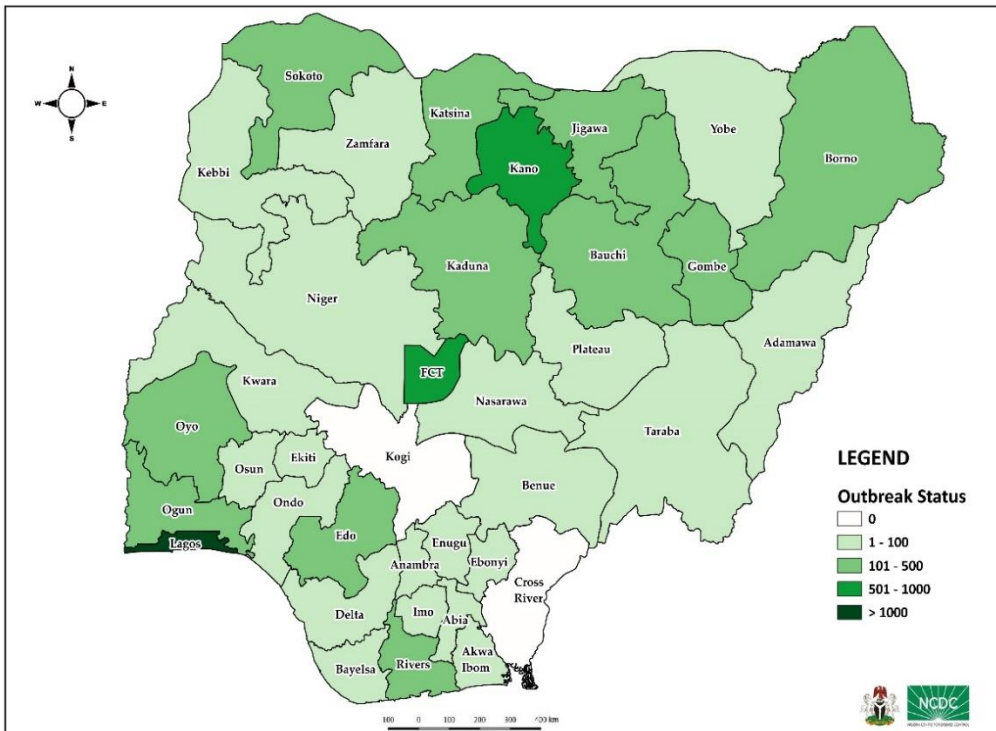 N
W E
S
Sokoto
Katsina
Jigawa
Yobe
Zamfara
Kebbi
Kano
Borno
Kaduna
Bauchi
Gombe
Niger
Adamawa
Plateau
FCT
Kwara
Nasarawa
Taraba
Oyo
Kogi
Osun
Ekiti
Benue
Ogun
Ondo
Edo
Lagos
Enugu
Anambra
Ebonyi
Cross
River
Delta
Imo
Abia
Akwa
Ibom
Bayelsa
Rivers
LEGEND
Outbreak Status
0
1 - 100
101 - 500
501 - 1000
> 1000
100 0 100 200 300 400 km
NCDC